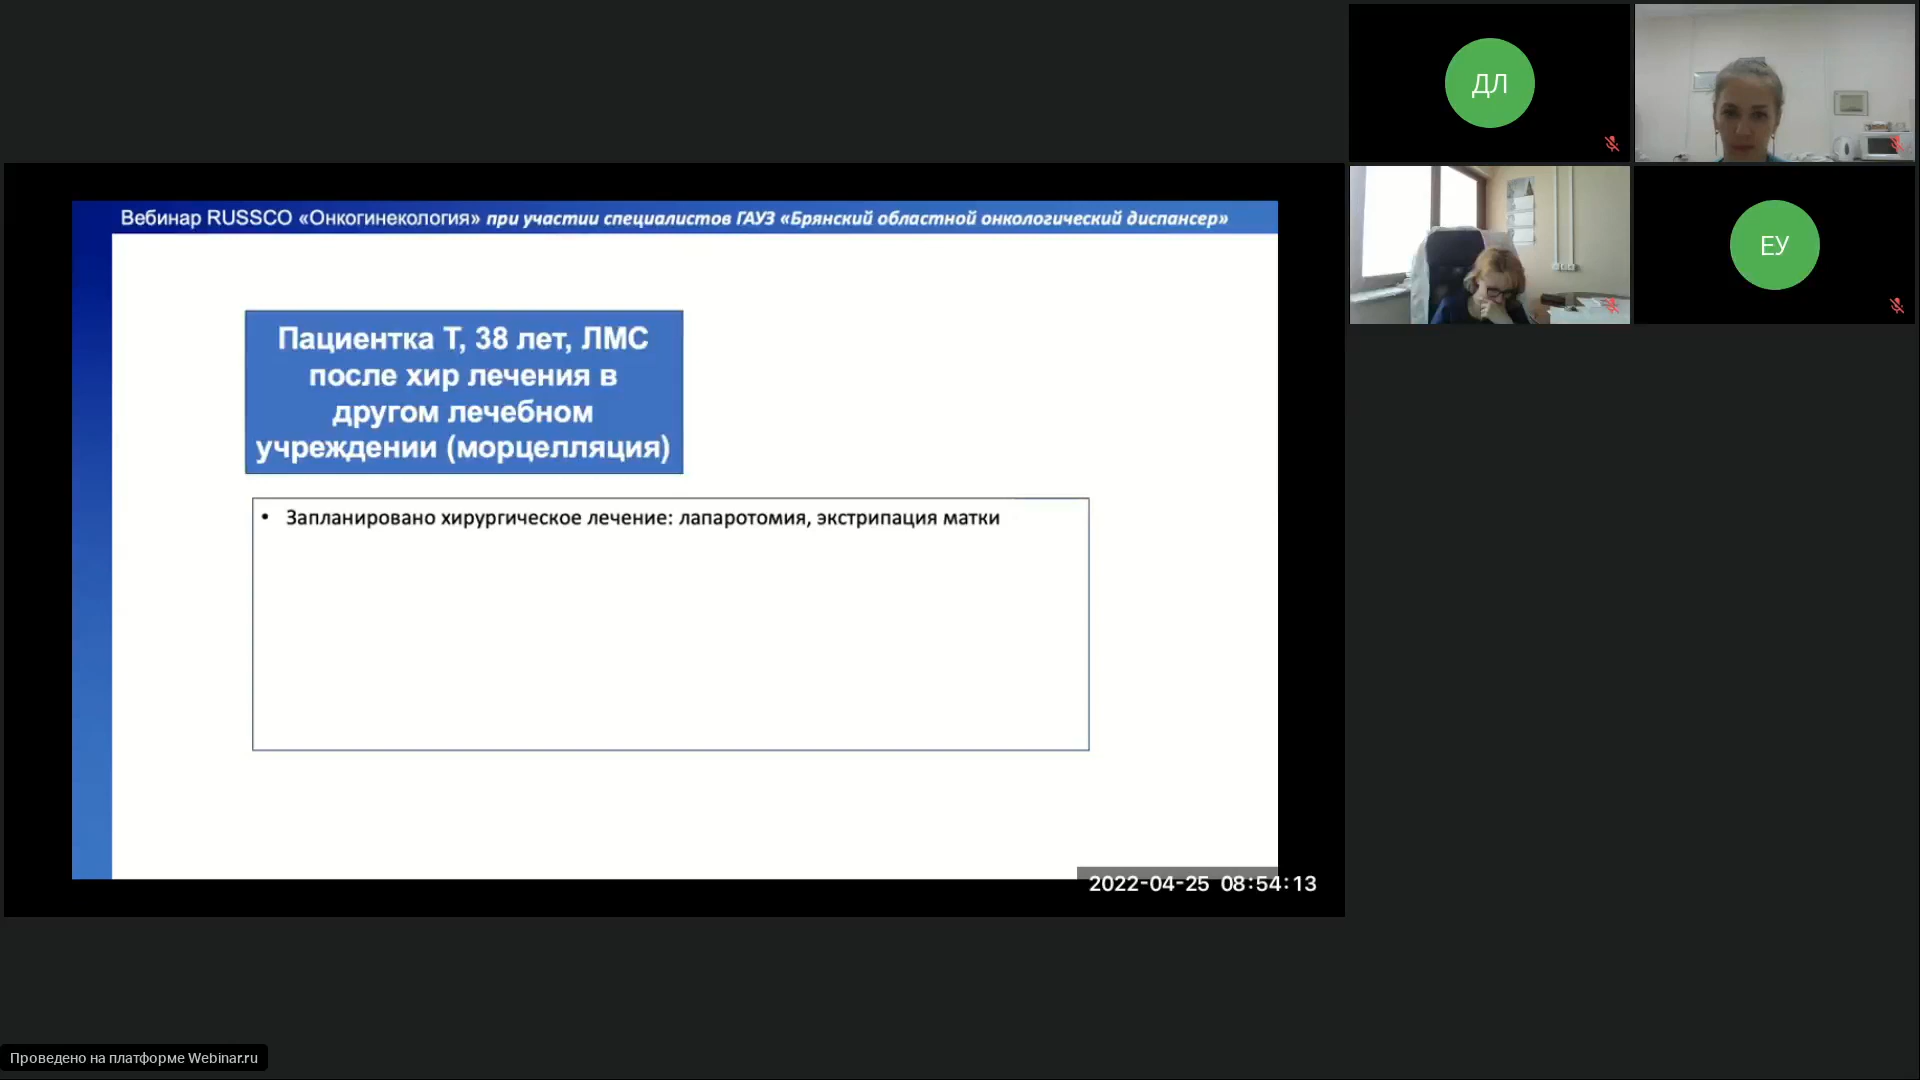 ДЛ
Вебинар RUSSCO «Онкогинекология» при участии специалистов ГАУЗ «Брянский областной онкологический диспансер»
ЕУ
Пациентка Т, 38 лет, ЛМС
после хир лечения в
другом лечебном
учреждении (морцелляция)
• Запланировано хирургическое лечение: лапаротомия, экстрипация матки
2022-04-25 08:54:13
Проведено на платформе Webinar.ru